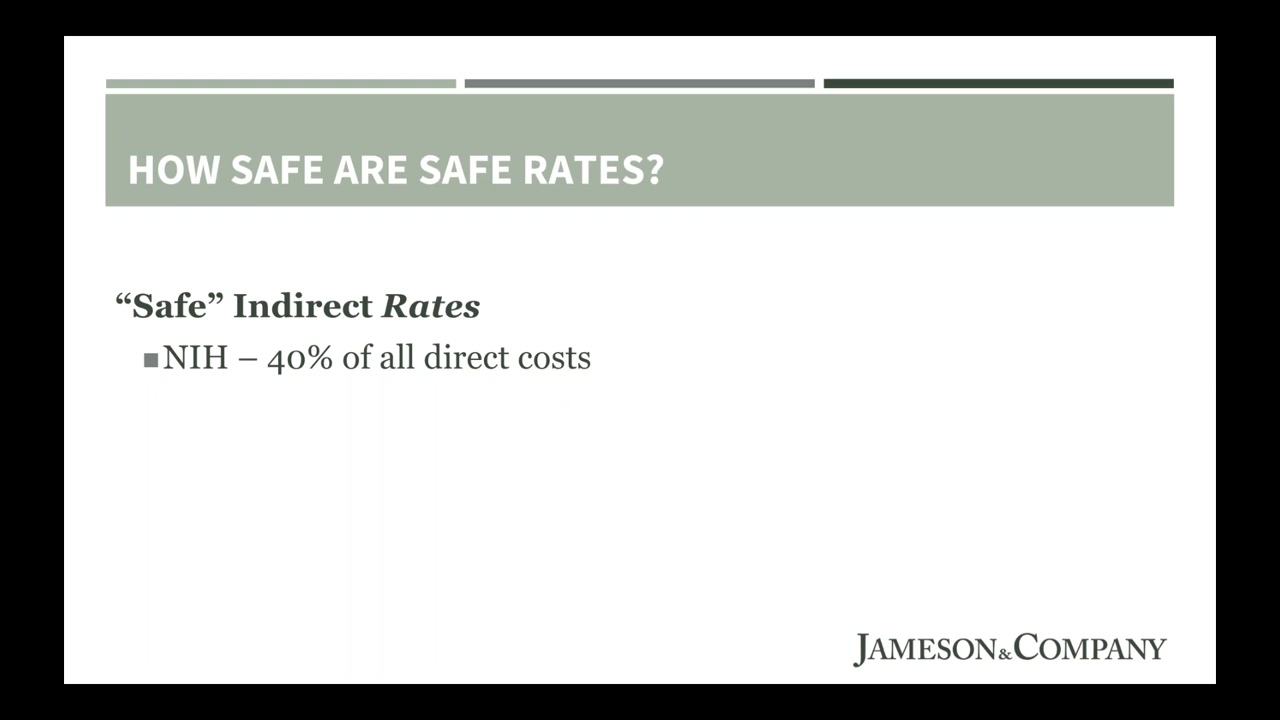 HOW SAFE ARE SAFE RATES?
“Safe” Indirect Rates
■NIH – 40% of all direct costs
JAMESON&COMPANY